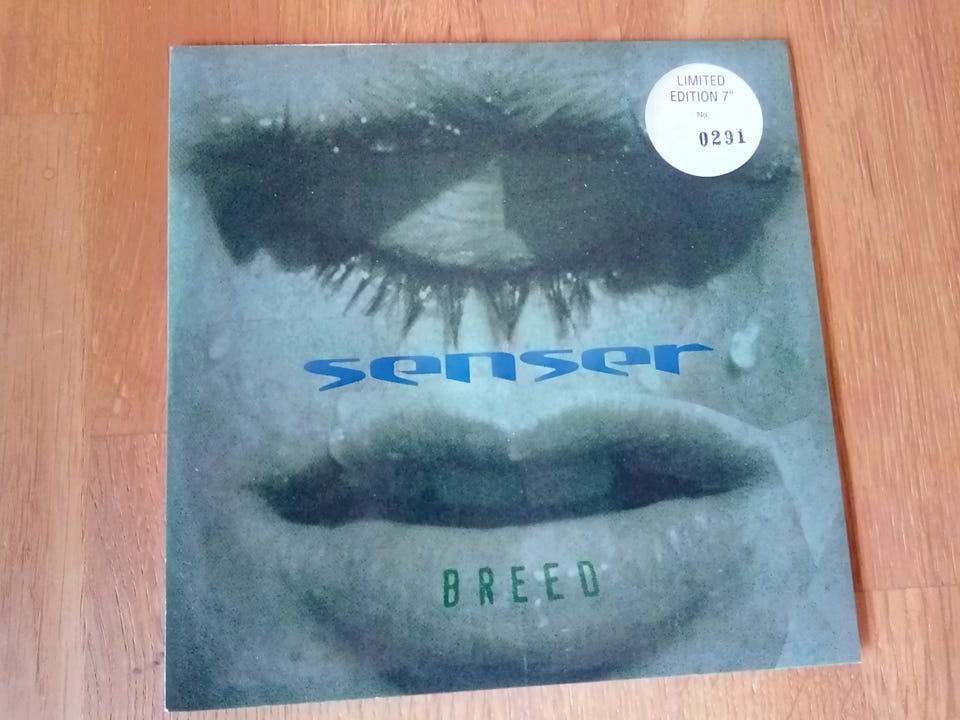 LIMITED
EDITION 7"
No.
0291
senser
BREED